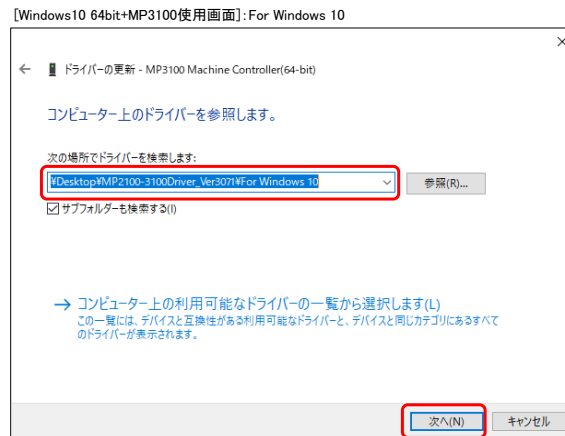 [Windows10 64bit+MP3100使用画面]：For Windows 10
ドライバーの更新 - MP3100 Machine Controller(64-bit)
コンピューター上のドライバーを参照します。
次の場所でドライバーを検索します:
¥Desktop¥MP2100-3100Driver_Ver3071¥For Windows 10
参照(R)...
サブフォルダーも検索する(I)
コンピューター上の利用可能なドライバーの一覧から選択します(L)
この一覧には、デバイスと互換性がある利用可能なドライバーと、デバイスと同じカテゴリにあるすべて
のドライバーが表示されます。
次へ(N)
キャンセル